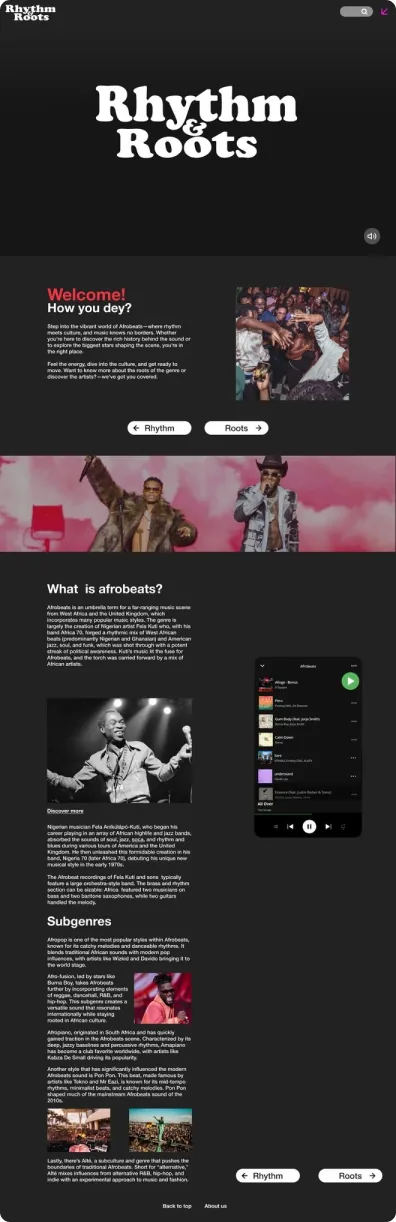 Rhythm
&
Roots
Rhythm
&
Roots
Welcome!
How you dey?
Step into the vibrant world of Afrobeats—where rhythm
meets culture, and music knows no borders. Whether
you're here to discover the rich history behind the sound or
to explore the biggest stars shaping the scene, you're in
the right place.
Feel the energy, dive into the culture, and get ready to
move. Want to know more about the roots of the genre or
discover the artists?—we've got you covered.
← Rhythm
Roots →
What is afrobeats?
Afrobeats is an umbrella term for a far-ranging music scene
from West Africa and the United Kingdom, which
incorporates many popular music styles. The genre is
largely the creation of Nigerian artist Fela Kuti who, with his
band Africa 70, forged a rhythmic mix of West African
beats (predominantly Nigerian and Ghanaian) and American
jazz, soul, and funk, which was shot through with a potent
streak of political awareness. Kuti's music lit the fuse for
Afrobeats, and the torch was carried forward by a mix of
African artists.
Afrobeats
Peru
Gum Body (feat. Jorja Smith)
Calm Down
Essence (feat. Justin Bieber & Tems)
All Over
Discover more
Nigerian musician Fela Aníkúlápó-Kuti, who began his
career playing in an array of African highlife and jazz bands,
absorbed the sounds of soul, jazz, soca, and rhythm and
blues during various tours of America and the United
Kingdom. He then unleashed this formidable creation in his
band, Nigeria 70 (later Africa 70), debuting his unique new
musical style in the early 1970s.
The Afrobeat recordings of Fela Kuti and sons typically
feature a large orchestra-style band. The brass and rhythm
section can be sizable: Africa featured two musicians on
bass and two baritone saxophones, while two guitars
handled the melody.
Subgenres
Afropop is one of the most popular styles within Afrobeats,
known for its catchy melodies and danceable rhythms. It
blends traditional African sounds with modern pop
influences, with artists like Wizkid and Davido bringing it to
the world stage.
Afro-fusion, led by stars like
Burna Boy, takes Afrobeats
further by incorporating elements
of reggae, dancehall, R&B, and
hip-hop. This subgenre creates a
versatile sound that resonates
internationally while staying
rooted in African culture.
Afropiano, originated in South Africa and has quickly
gained traction in the Afrobeats scene. Characterized by its
deep, jazzy basslines and percussive rhythms, Amapiano
has become a club favorite worldwide, with artists like
Kabza De Small driving its popularity.
Another style that has significantly influenced the modern
Afrobeats sound is Pon Pon. This beat, made famous by
artists like Tekno and Mr Eazi, is known for its mid-tempo
rhythms, minimalist beats, and catchy melodies. Pon Pon
shaped much of the mainstream Afrobeats sound of the
2010s.
Lastly, there's Alté, a subculture and genre that pushes the
boundaries of traditional Afrobeats. Short for "alternative,"
Alté mixes influences from alternative R&B, hip-hop, and
indie with an experimental approach to music and fashion.
← Rhythm
Roots →
Back to top
About us